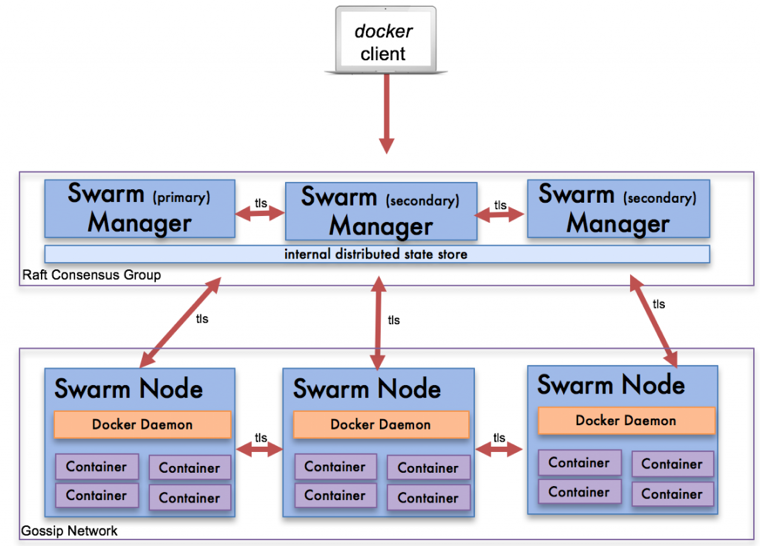 docker
client
Swarm (primary)
Manager
tls
Swarm (secondary)
Manager
tls
Swarm (secondary)
Manager
internal distributed state store
Raft Consensus Group
tls
tls
tls
Swarm Node
Docker Daemon
Container
Container
Container
Container
tls
Swarm Node
Docker Daemon
Container
Container
Container
Container
tls
Swarm Node
Docker Daemon
Container
Container
Container
Container
Gossip Network